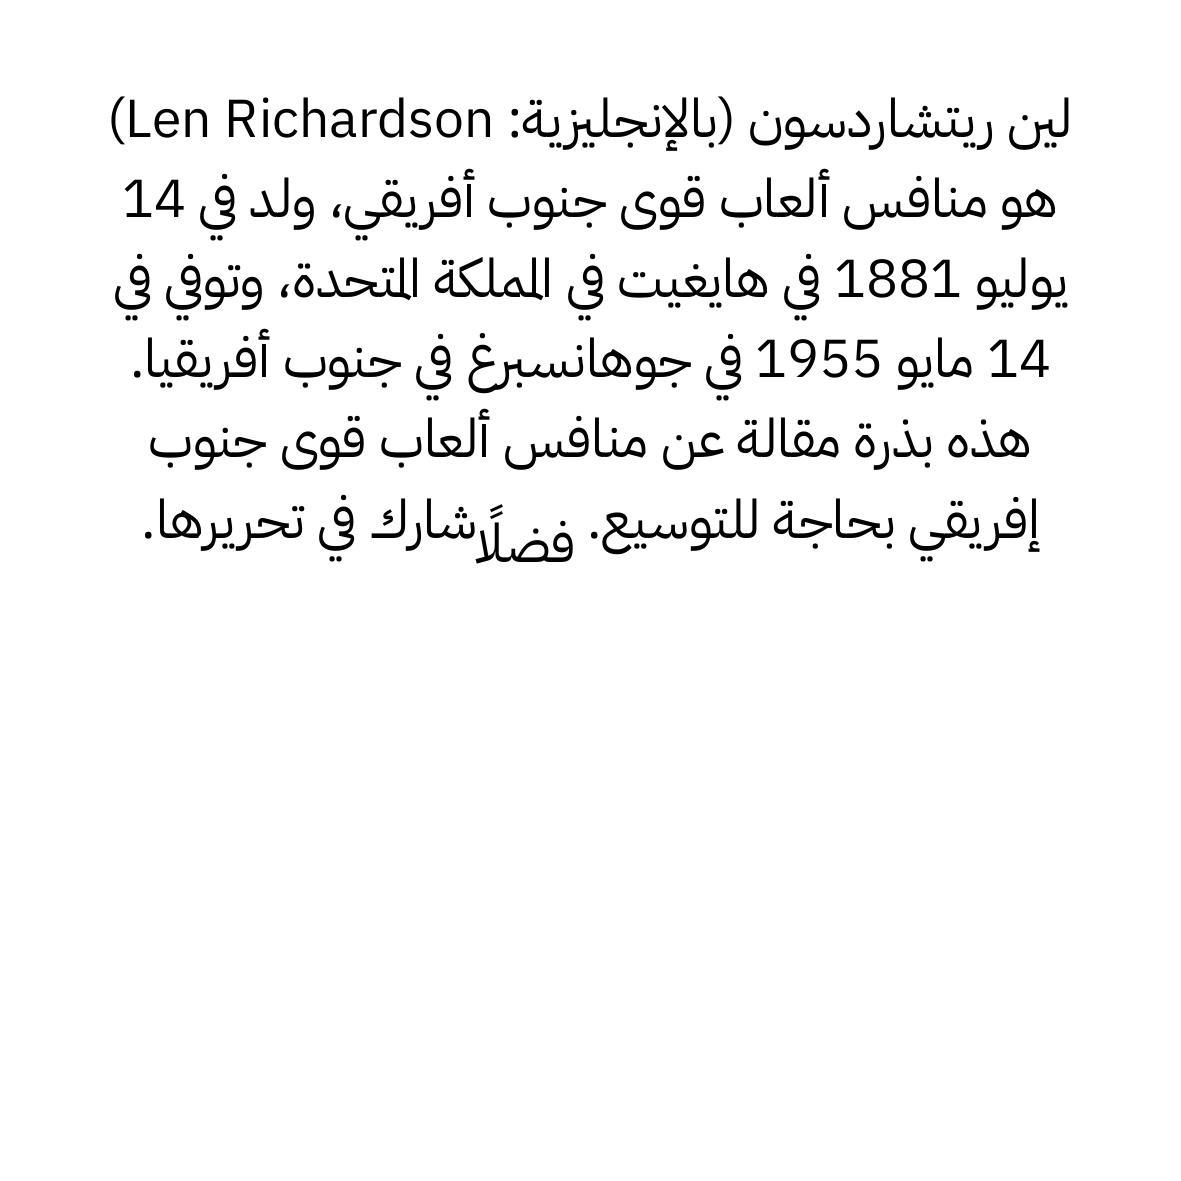 لين ريتشاردسون (بالإنجليزية: Len Richardson)
هو منافس ألعاب قوى جنوب أفريقي، ولد في 14
يوليو 1881 في هايغيت في المملكة المتحدة، وتوفي في
14 مايو 1955 في جوهانسبرغ في جنوب أفريقيا.
هذه بذرة مقالة عن منافس ألعاب قوى جنوب
إفريقي بحاجة للتوسيع. فضلًا شارك في تحريرها.